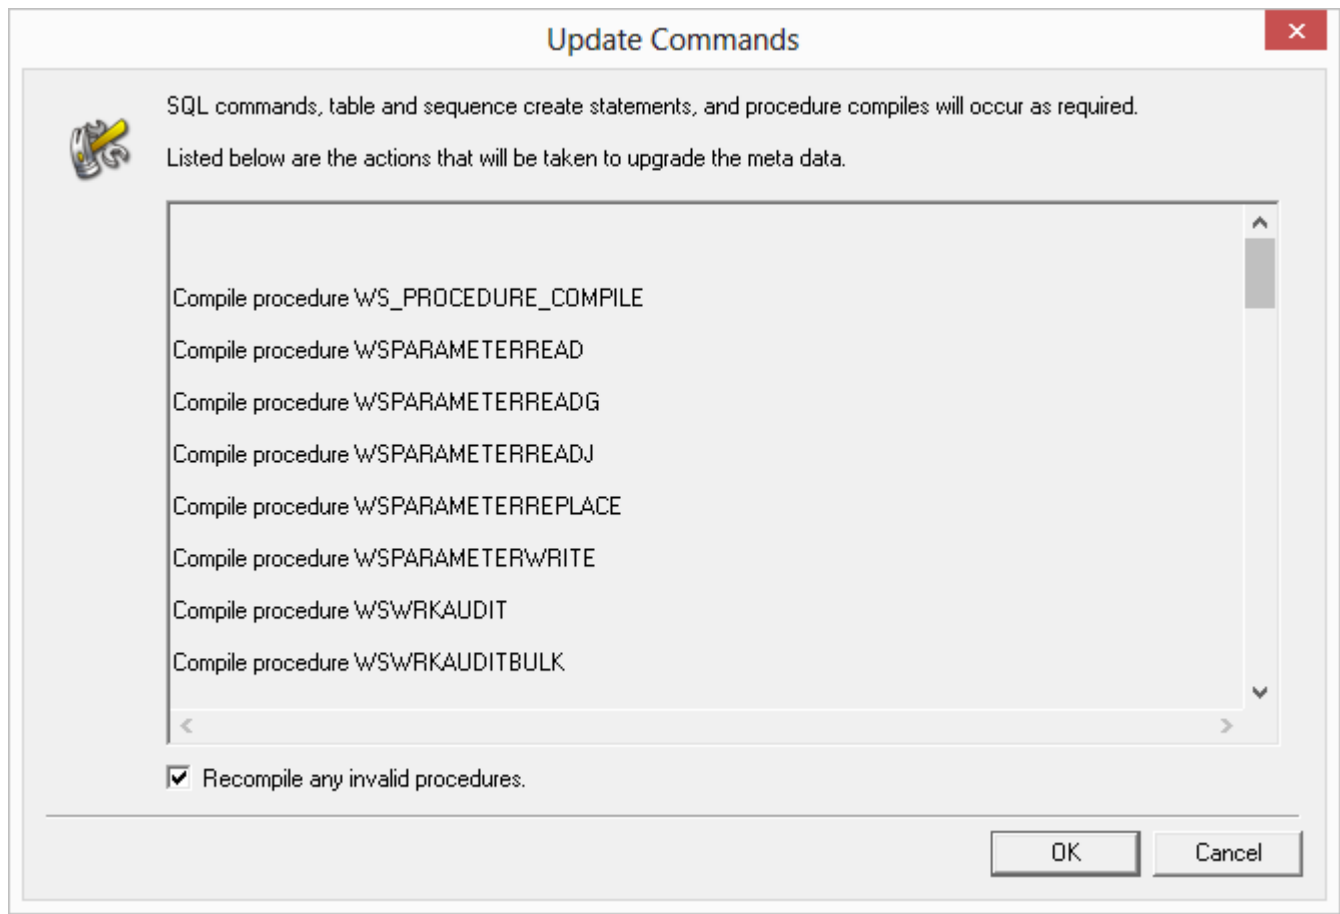 Update Commands
SQL commands, table and sequence create statements, and procedure compiles will occur as required.
Listed below are the actions that will be taken to upgrade the meta data.
Compile procedure WS_PROCEDURE_COMPILE
Compile procedure WSPARAMETERREAD
Compile procedure WSPARAMETERREADG
Compile procedure WSPARAMETERREADJ
Compile procedure WSPARAMETERREPLACE
Compile procedure WSPARAMETERWRITE
Compile procedure WSWRKAUDIT
Compile procedure WSWRKAUDITBULK
Recompile any invalid procedures.
OK
Cancel